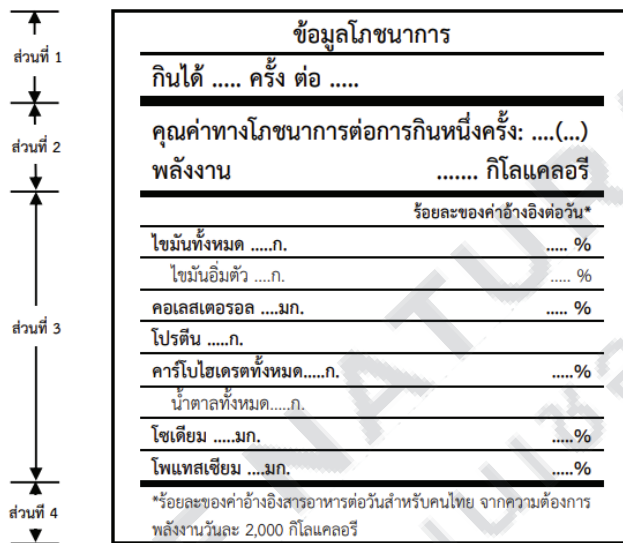 ส่วนที่ 1
ส่วนที่ 2
ส่วนที่ 3
ส่วนที่ 4
ข้อมูลโภชนาการ
กินได้ ..... ครั้ง ต่อ .....
คุณค่าทางโภชนาการต่อการกินหนึ่งครั้ง: ....(...)
พลังงาน ....... กิโลแคลอรี
ร้อยละของค่าอ้างอิงต่อวัน*
ไขมันทั้งหมด .....ก. ..... %
ไขมันอิ่มตัว ....ก. ..... %
คอเลสเตอรอล ....มก. ..... %
โปรตีน .....ก.
คาร์โบไฮเดรตทั้งหมด.....ก. .....%
น้ำตาลทั้งหมด.....ก.
โซเดียม .....มก. .....%
โพแทสเซียม ....มก. .....%
*ร้อยละของค่าอ้างอิงสารอาหารต่อวันสำหรับคนไทย จากความต้องการ
พลังงานวันละ 2,000 กิโลแคลอรี